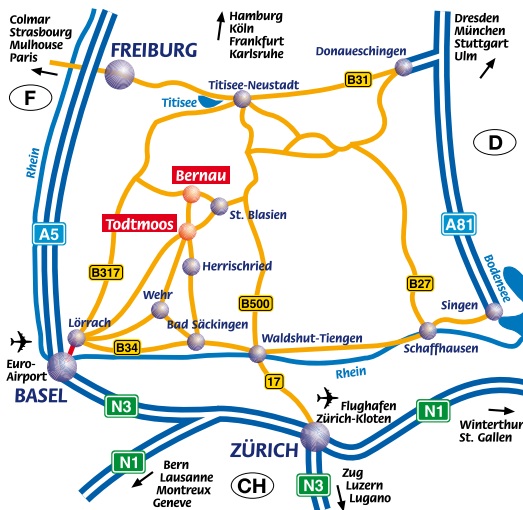 Colmar
Strasbourg
Mulhouse
Paris
F
FREIBURG
Hamburg
Köln
Frankfurt
Karlsruhe
Donaueschingen
Dresden
München
Stuttgart
Ulm
D
Titisee-Neustadt
Titisee
B31
Rhein
Bernau
St. Blasien
Todtmoos
A5
A81
Herrischried
B317
B27
Bodensee
Wehr
B500
Singen
Lörrach
Bad Säckingen
B34
Waldshut-Tiengen
Schaffhausen
Rhein
Euro-
Airport
BASEL
17
N3
Flughafen
Zürich-Kloten
N1
Winterthur
St. Gallen
ZÜRICH
N1
Bern
Lausanne
Montreux
Geneve
CH
N3
Zug
Luzern
Lugano